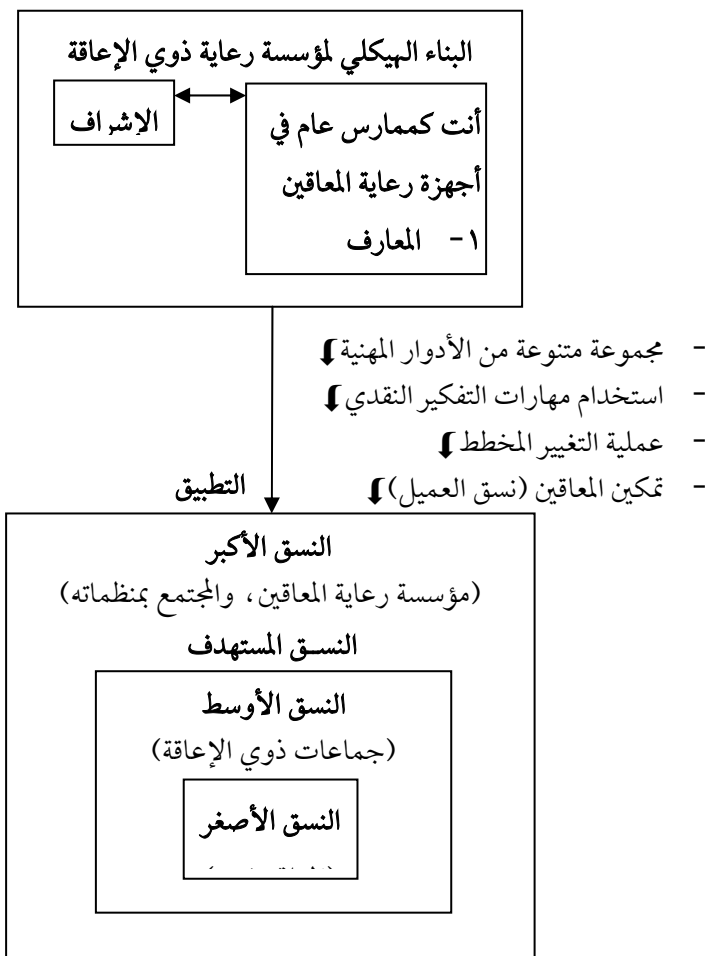 البناء الهيكلي لمؤسسة رعاية ذوي الإعاقة
أنت كممارس عام في
أجهزة رعاية المعاقين
١- المعارف
الإشراف
- مجموعة متنوعة من الأدوار المهنية
- استخدام مهارات التفكير النقدي
- عملية التغيير المخطط
- تمكين المعاقين (نسق العميل)
التطبيق
النسق الأكبر
(مؤسسة رعاية المعاقين، والمجتمع بمنظماته)
النســق المستهدف
النسق الأوسط
(جماعات ذوي الإعاقة)
النسق الأصغر